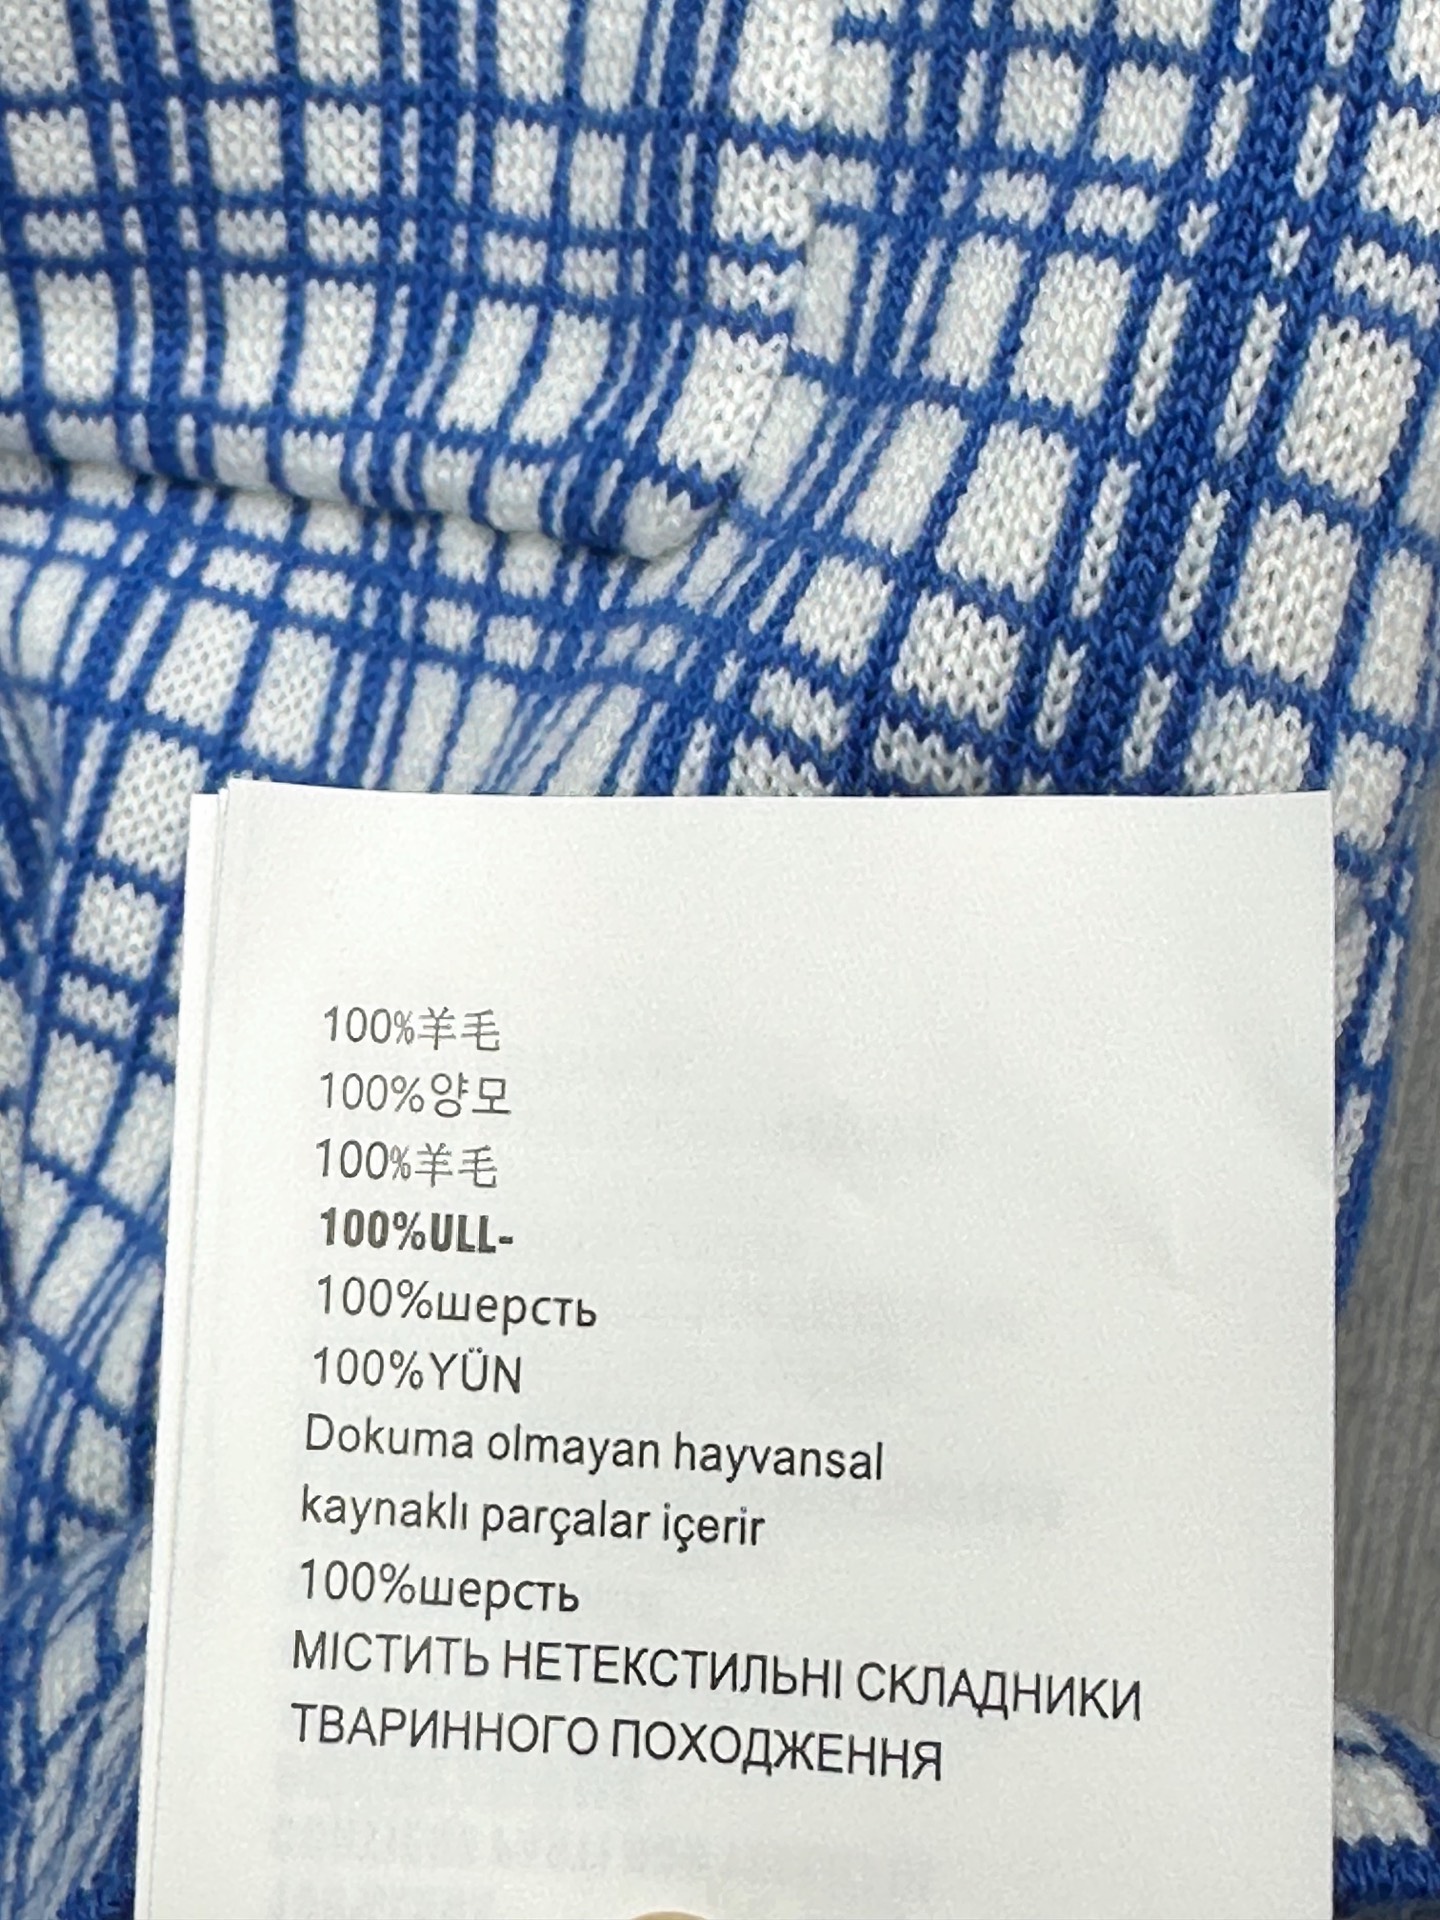 100%羊毛
100%양모
100%羊毛
100%ULL-
100%шерсть
100%YÜN
Dokuma olmayan hayvansal
kaynaklı parçalar içerir
100%шерсть
МІСТИТЬ НЕТЕКСТИЛЬНІ СКЛАДНИКИ
ТВАРИННОГО ПОХОДЖЕННЯ